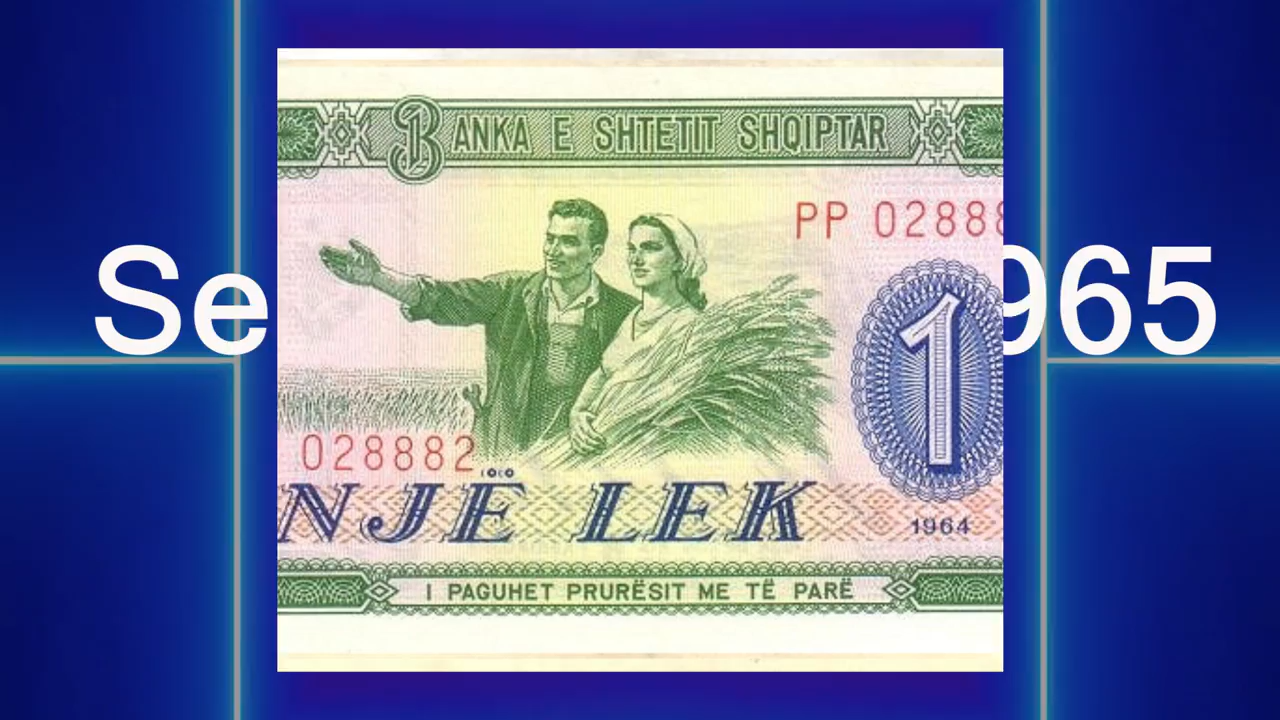 BANKA E SHTETIT SHQIPTAR
PP 02888
Se
965
1
028882
NJË LEK
1964
I PAGUHET PRURËSIT ME TË PARË